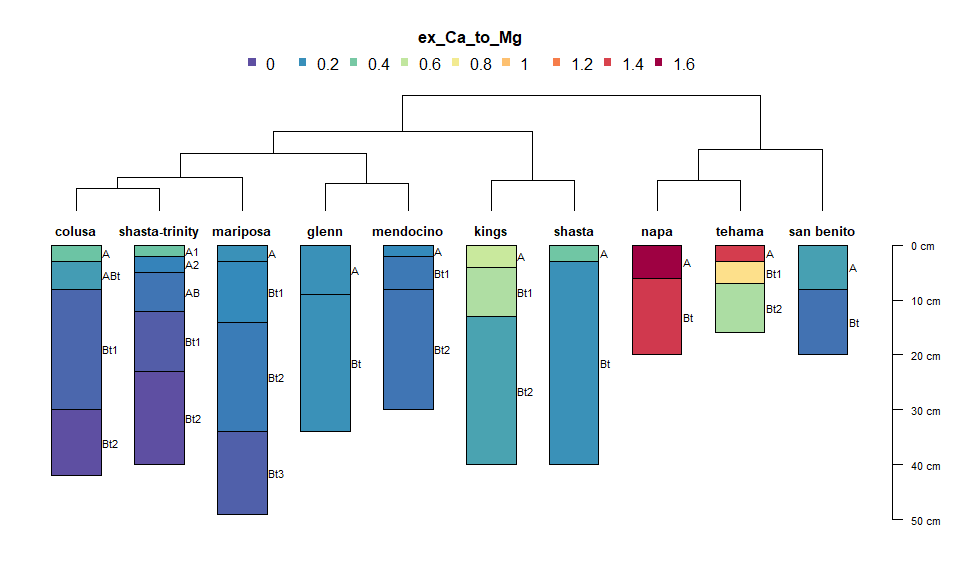 ex_Ca_to_Mg
0 0.2 0.4 0.6 0.8 1 1.2 1.4 1.6
colusa shasta-trinity mariposa glenn mendocino kings shasta napa tehama san benito
A ABt Bt1 Bt2
A1 A2 AB Bt1 Bt2
A Bt1 Bt2 Bt3
A Bt
A Bt1 Bt2
A Bt1 Bt2
A Bt
A Bt
A Bt1 Bt2
A Bt
0 cm
10 cm
20 cm
30 cm
40 cm
50 cm